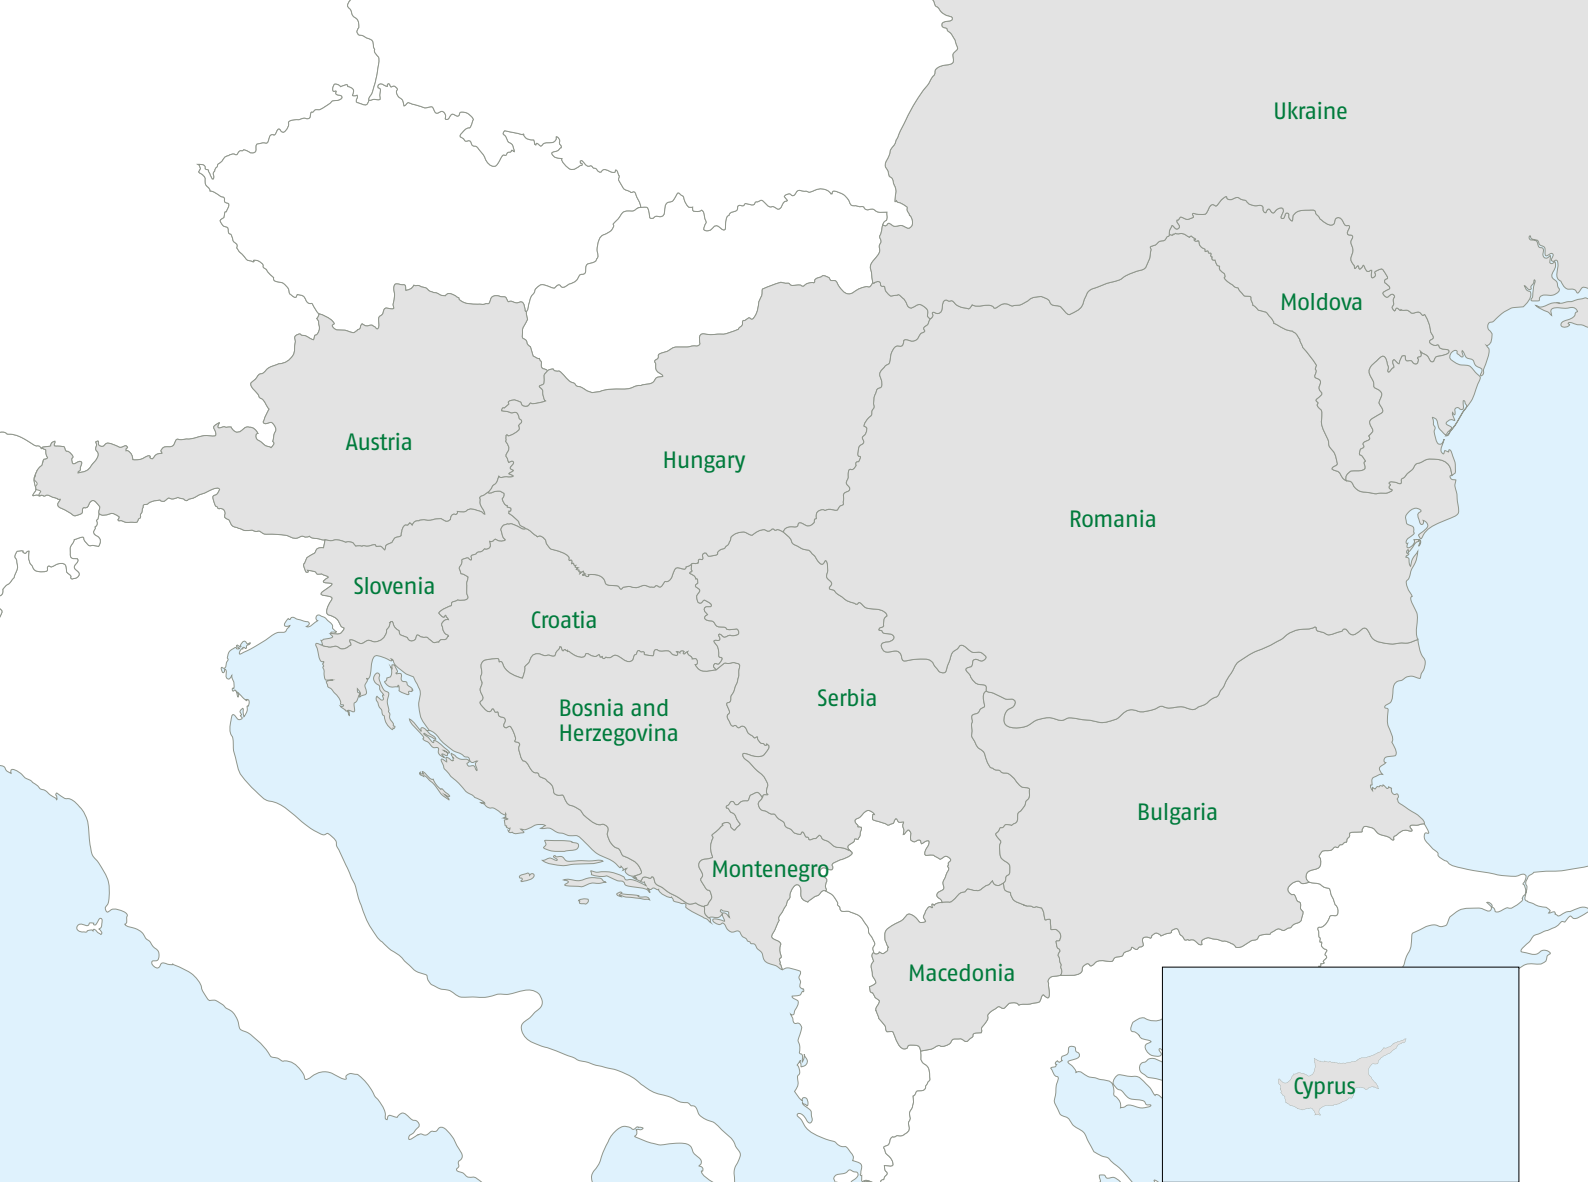 Ukraine
Moldova
Austria
Hungary
Romania
Slovenia
Croatia
Bosnia and
Herzegovina
Serbia
Bulgaria
Montenegro
Macedonia
Cyprus